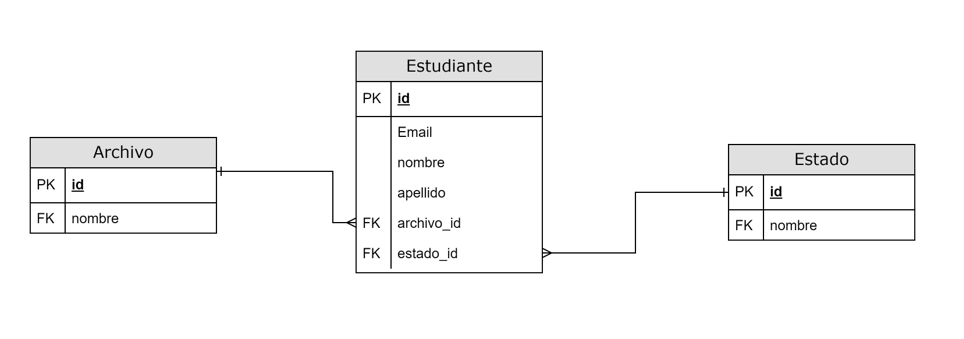 Archivo
PK id
FK nombre
Estudiante
PK id
Email
nombre
apellido
FK archivo_id
FK estado_id
Estado
PK id
FK nombre